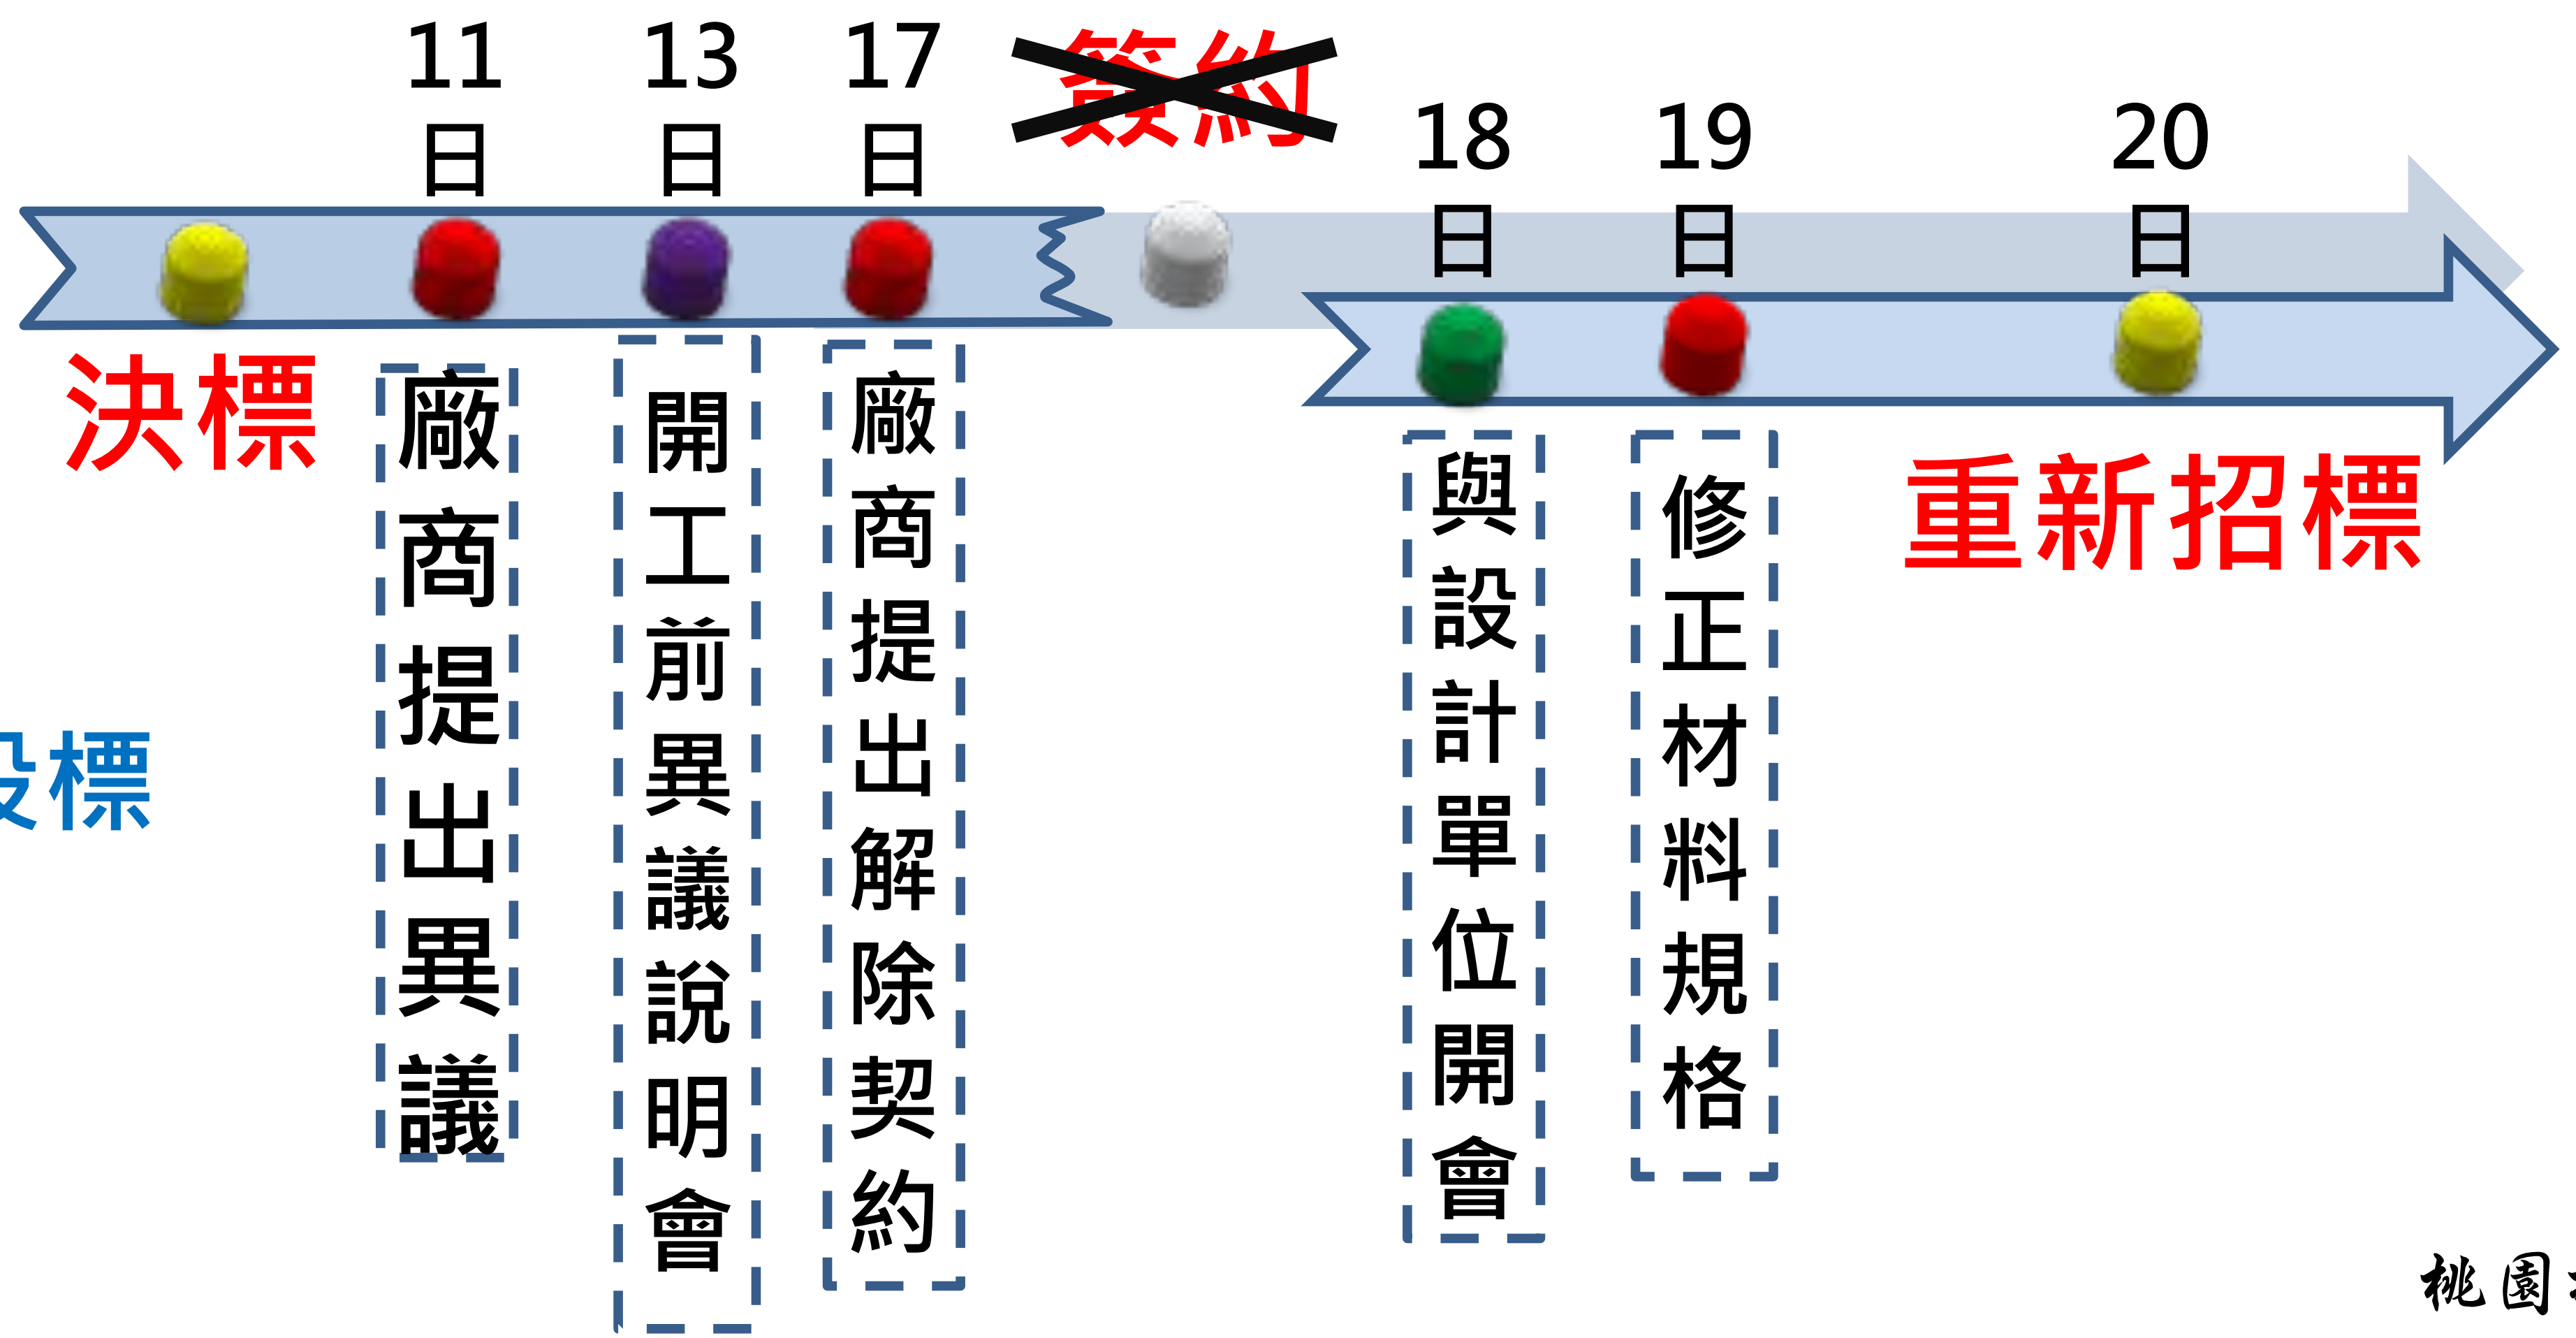 11日
13日
17日
簽約
18日
19日
20日
決標
廠商提出異議
開工前異議說明會
廠商提出解除契約
與設計單位開會
修正材料規格
重新招標
標
桃園